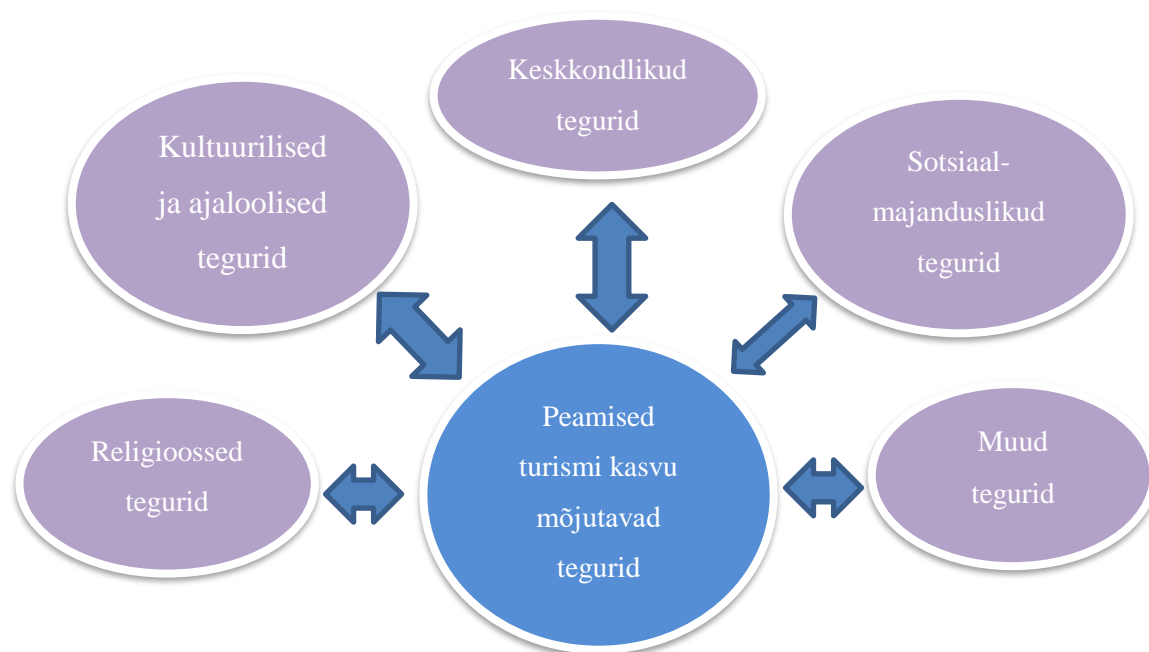 Keskkondlikud
tegurid
Kultuurilised
ja ajaloolised
tegurid
Sotsiaal-
majanduslikud
tegurid
Religioossed
tegurid
Peamised
turismi kasvu
mõjutavad
tegurid
Muud
tegurid